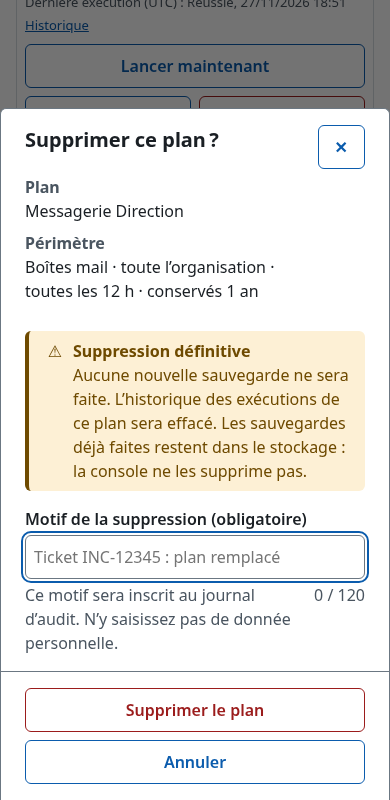 Dernière exécution (UTC) : Réussie, 27/11/2026 18:51
Historique
Lancer maintenant
Supprimer ce plan ?
×
Plan
Messagerie Direction
Périmètre
Boîtes mail · toute l’organisation ·
toutes les 12 h · conservés 1 an
⚠ Suppression définitive
Aucune nouvelle sauvegarde ne sera
faite. L’historique des exécutions de
ce plan sera effacé. Les sauvegardes
déjà faites restent dans le stockage :
la console ne les supprime pas.
Motif de la suppression (obligatoire)
Ticket INC-12345 : plan remplacé
Ce motif sera inscrit au journal 0 / 120
d’audit. N’y saisissez pas de donnée
personnelle.
Supprimer le plan
Annuler